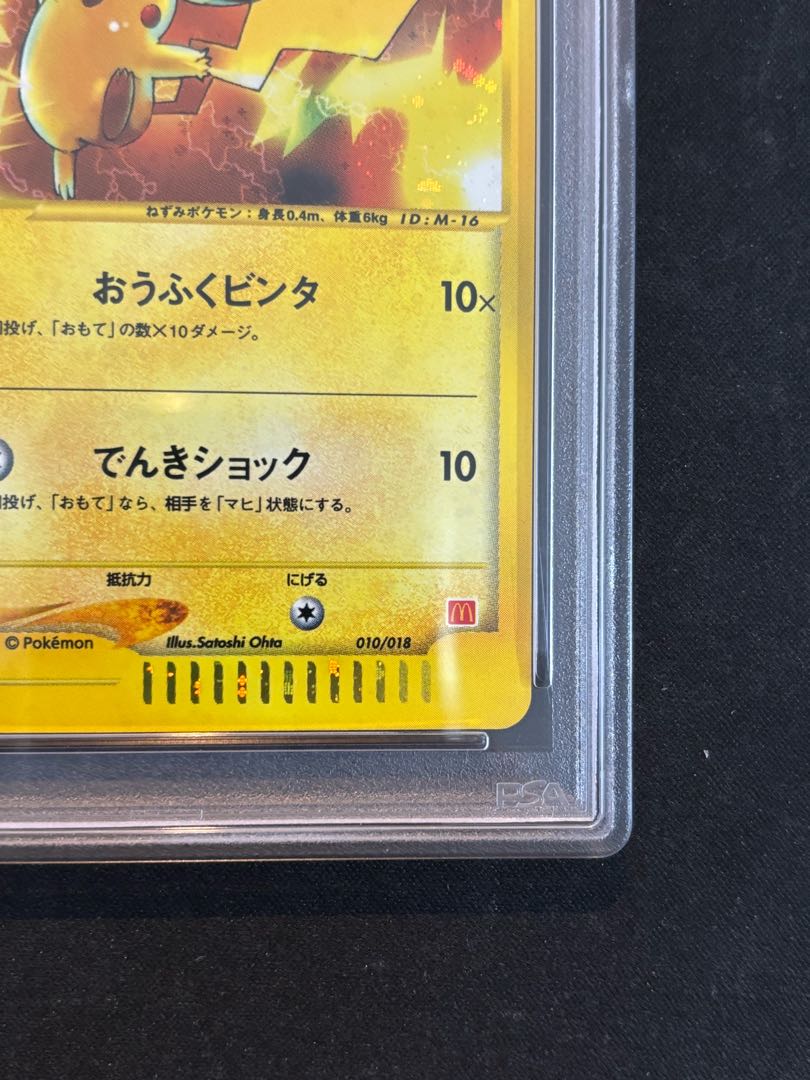 ねずみポケモン：身長0.4m、体重6kg ID:M-16
おうふくビンタ 10×
投げ、「おもて」の数×10ダメージ。
でんきショック 10
投げ、「おもて」なら、相手を「マヒ」状態にする。
抵抗力 にげる
© Pokémon Illus.Satoshi Ohta 010/018
PSA